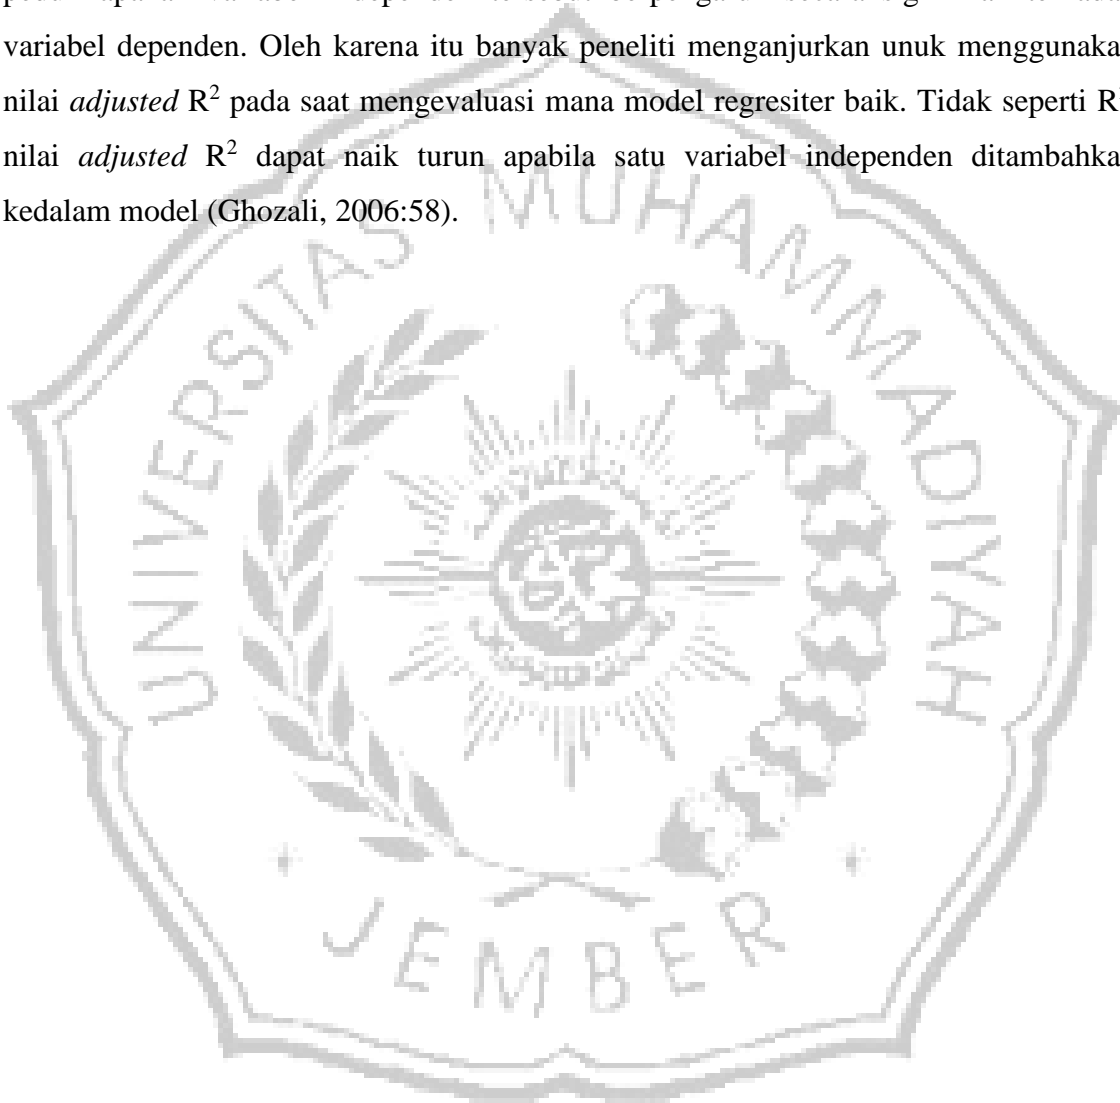 variabel dependen. Oleh karena itu banyak peneliti menganjurkan unuk menggunaka
nilai adjusted R² pada saat mengevaluasi mana model regresiter baik. Tidak seperti R
nilai adjusted R² dapat naik turun apabila satu variabel independen ditambahka
kedalam model (Ghozali, 2006:58).
UNIVERSITAS MUHAMMADIYAH
JEMBER